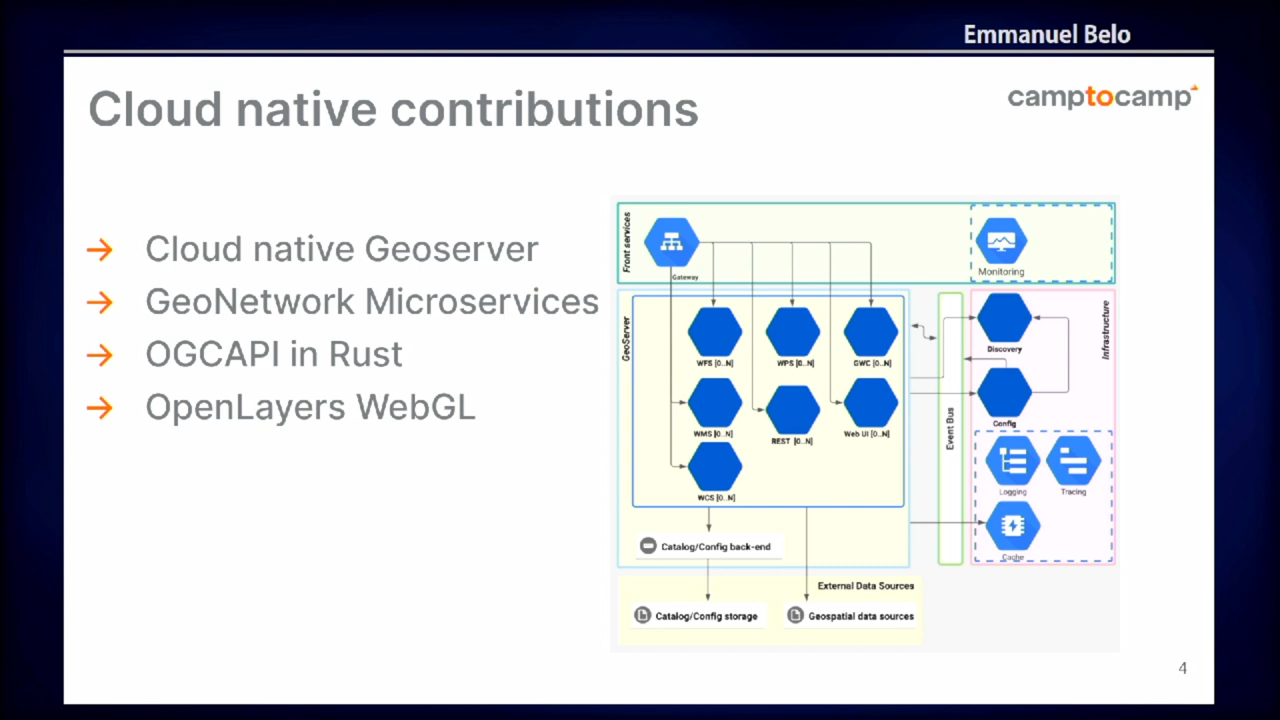 Emmanuel Belo
Cloud native contributions
camptocamp
→ Cloud native Geoserver
→ GeoNetwork Microservices
→ OGCAPI in Rust
→ OpenLayers WebGL
Front services
Gateway
Monitoring
GeoServer
WFS [0..N]
WPS [0..N]
GWC [0..N]
WMS [0..N]
REST [0..N]
Web UI [0..N]
WCS [0..N]
Event Bus
Infrastructure
Discovery
Config
Logging
Tracing
Cache
Catalog/Config back-end
External Data Sources
Catalog/Config storage
Geospatial data sources
4